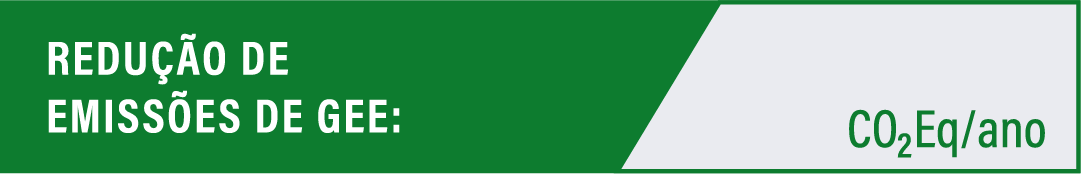 REDUÇÃO DE
EMISSÕES DE GEE:
CO₂Eq/ano